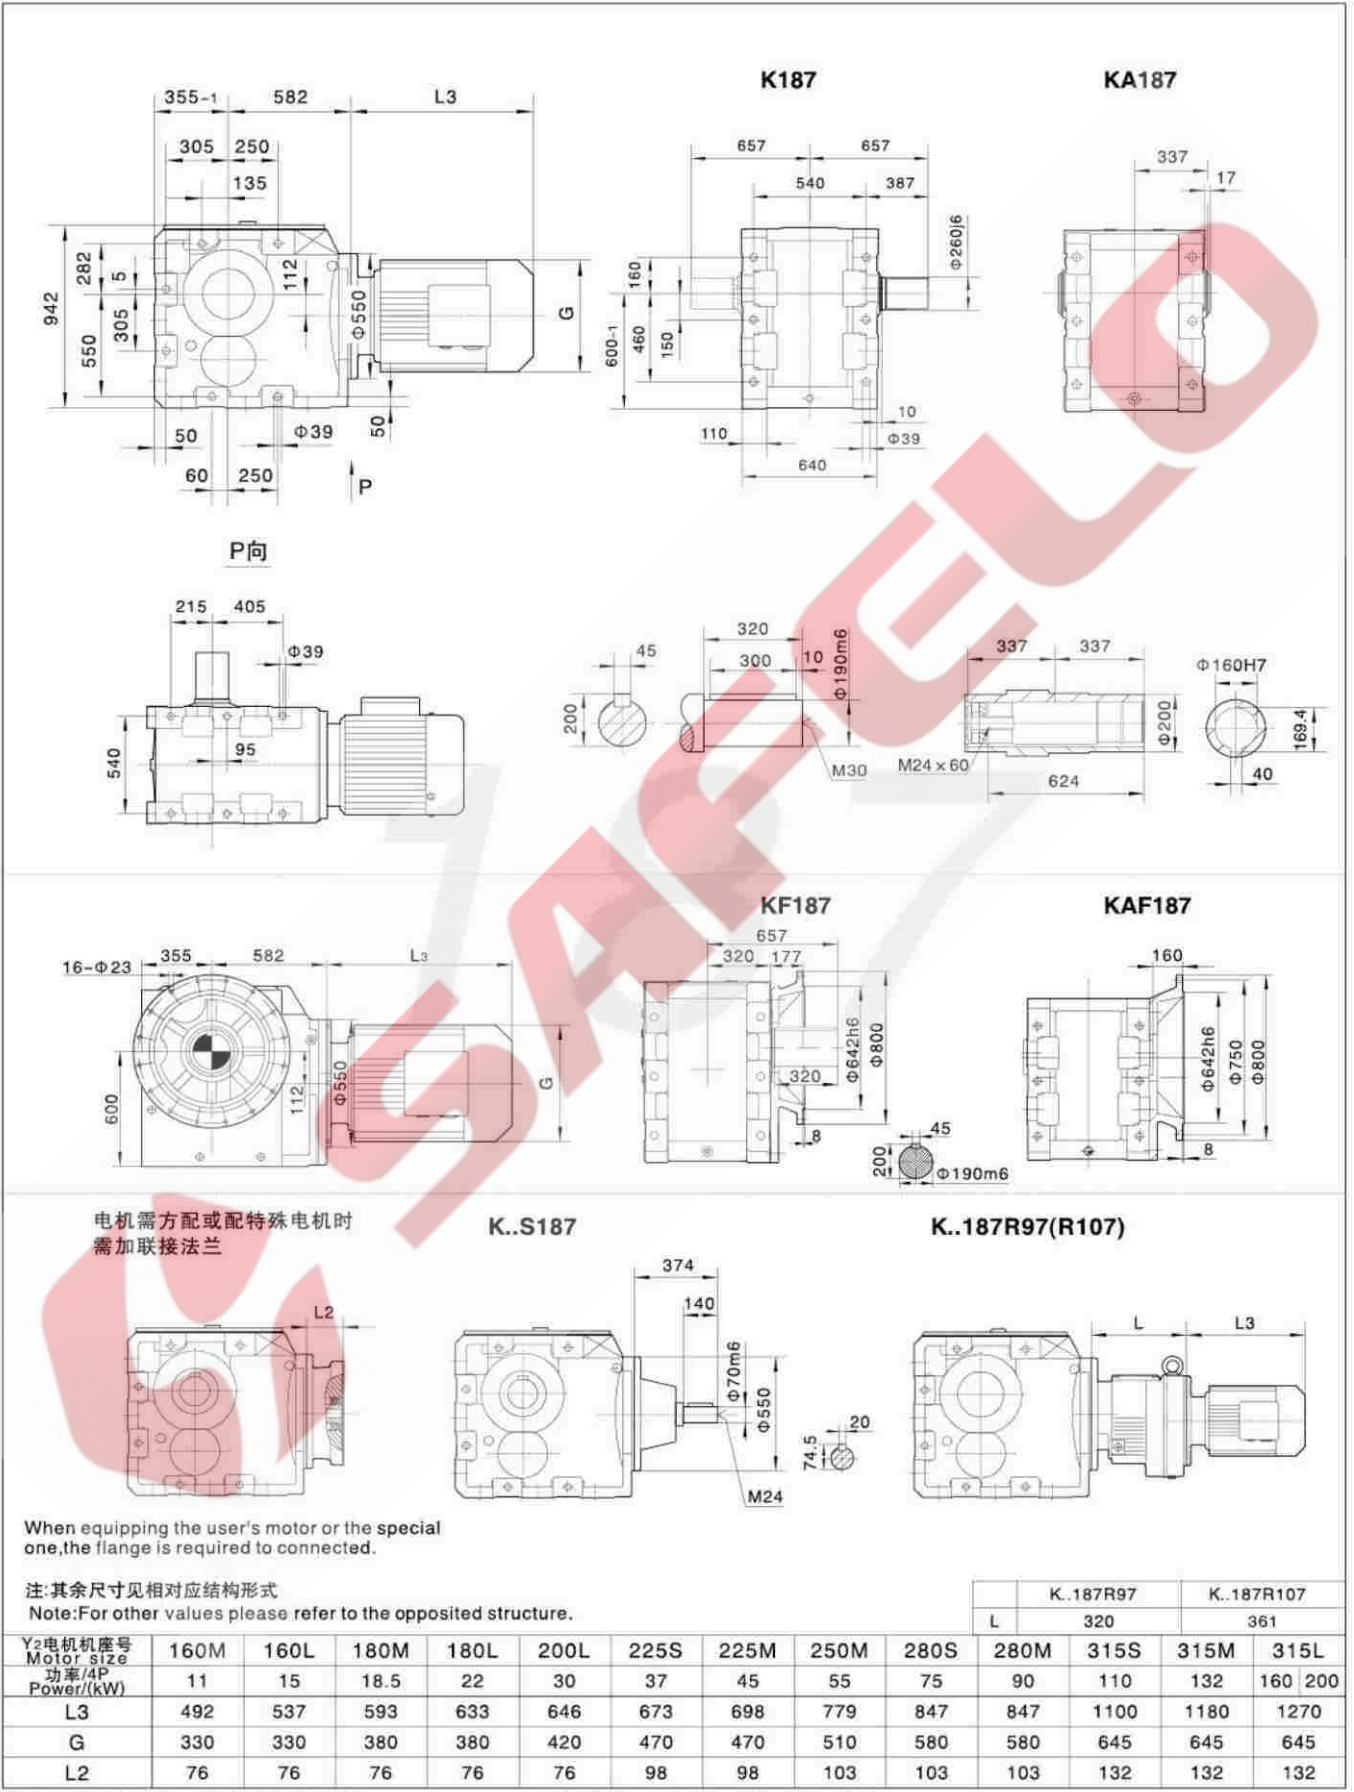 K187
KA187
355-1
582
L3
305
250
135
942
282
5
305
550
112
Φ550
G
50
Φ39
50
60
250
P
657
657
540
387
Φ260j6
160
600-1
460
150
110
10
Φ39
640
337
17
P向
215
405
Φ39
540
95
45
200
320
300
10
Φ190m6
M30
337
337
M24×60
624
Φ200
Φ160H7
169.4
40
187
SAFELO
KF187
KAF187
16-Φ23
355
582
L3
600
112
Φ550
G
657
320
177
Φ642h6
Φ800
320
8
45
200
Φ190m6
160
Φ642h6
Φ750
Φ800
8
电机需方配或配特殊电机时
需加联接法兰
K..S187
K..187R97(R107)
L2
374
140
Φ70m6
Φ550
M24
20
74.5
L
L3
When equipping the user's motor or the special
one,the flange is required to connected.
注:其余尺寸见相对应结构形式
Note:For other values please refer to the opposited structure.
K..187R97 K..187R107
L 320 361
Y2电机机座号
Motor size 160M 160L 180M 180L 200L 225S 225M 250M 280S 280M 315S 315M 315L
功率/4P
Power/(kW) 11 15 18.5 22 30 37 45 55 75 90 110 132 160 200
L3 492 537 593 633 646 673 698 779 847 847 1100 1180 1270
G 330 330 380 380 420 470 470 510 580 580 645 645 645
L2 76 76 76 76 76 98 98 103 103 103 132 132 132